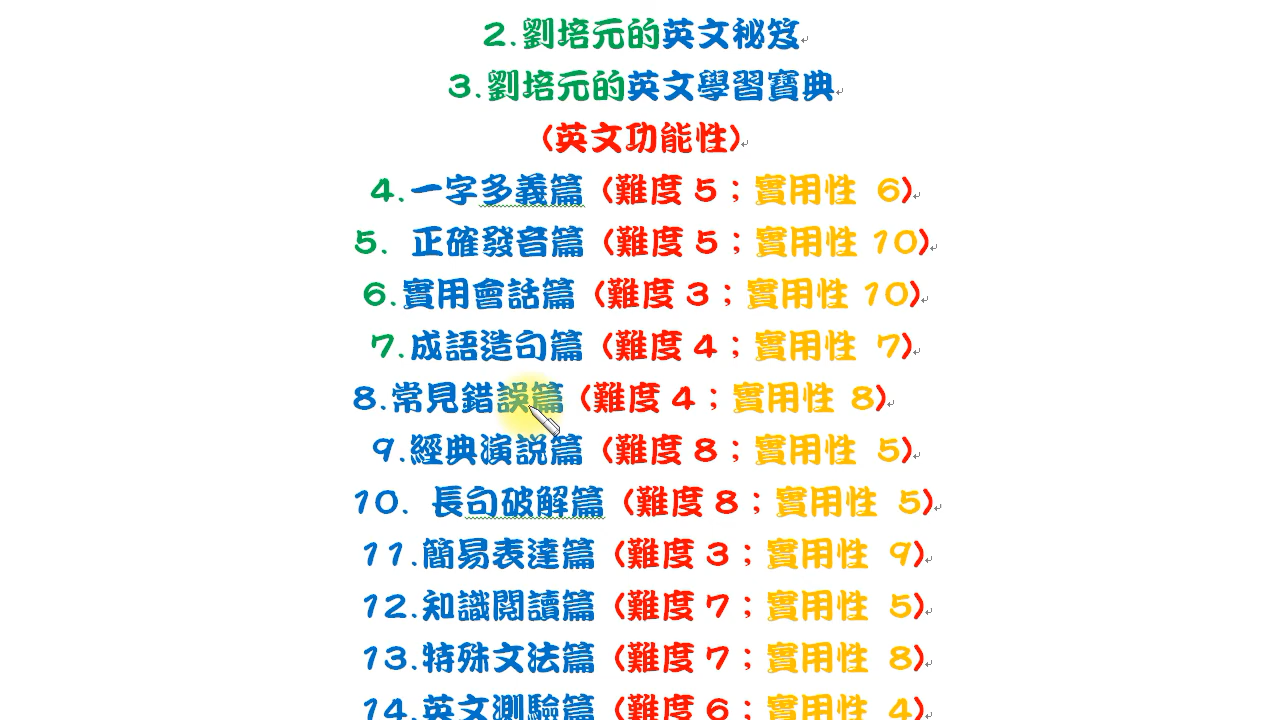 2.劉培元的英文秘笈
3.劉培元的英文學習寶典
(英文功能性)
4.一字多義篇 (難度 5；實用性 6)
5. 正確發音篇 (難度 5；實用性 10)
6.實用會話篇 (難度 3；實用性 10)
7.成語造句篇 (難度 4；實用性 7)
8.常見錯誤篇 (難度 4；實用性 8)
9.經典演說篇 (難度 8；實用性 5)
10. 長句破解篇 (難度 8；實用性 5)
11.簡易表達篇 (難度 3；實用性 9)
12.知識閱讀篇 (難度 7；實用性 5)
13.特殊文法篇 (難度 7；實用性 8)
14.英文測驗篇 (難度 6；實用性 4)